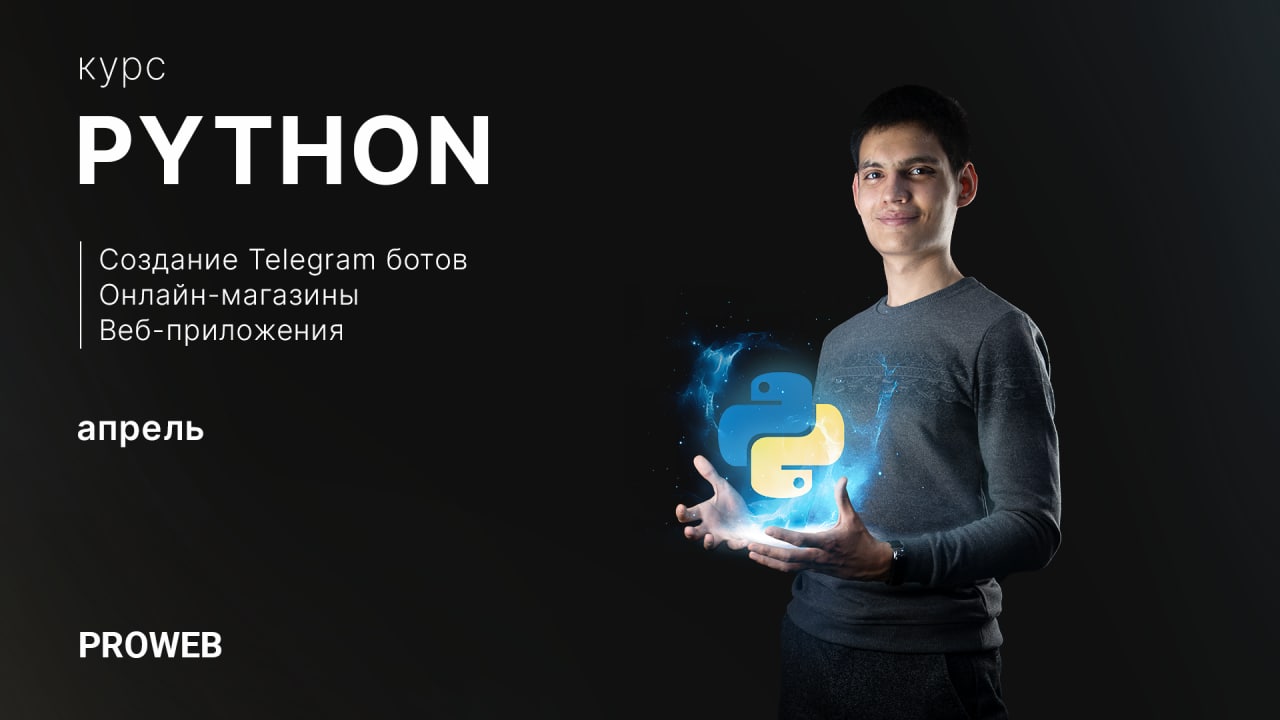 курс
PYTHON
Создание Telegram ботов
Онлайн-магазины
Веб-приложения
апрель
PROWEB